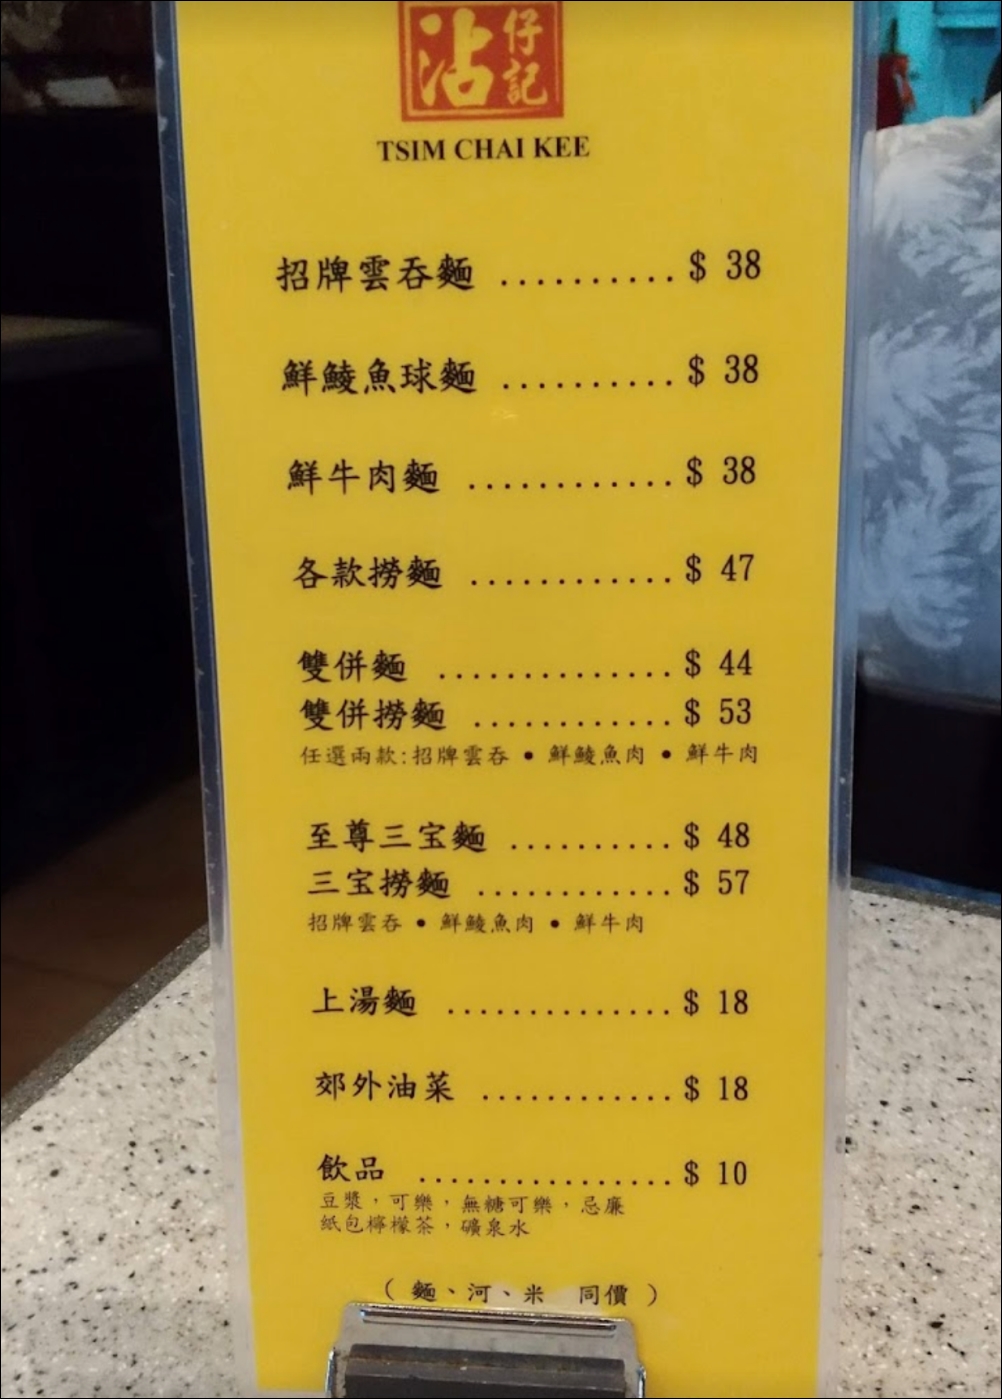 沾仔記
TSIM CHAI KEE
招牌雲吞麵 .......... $ 38
鮮鯪魚球麵 .......... $ 38
鮮牛肉麵 ............ $ 38
各款撈麵 ............ $ 47
雙併麵 .............. $ 44
雙併撈麵 ............ $ 53
任選兩款:招牌雲吞 • 鮮鯪魚肉 • 鮮牛肉
至尊三宝麵 .......... $ 48
三宝撈麵 ............ $ 57
招牌雲吞 • 鮮鯪魚肉 • 鮮牛肉
上湯麵 .............. $ 18
郊外油菜 ............ $ 18
飲品 ................ $ 10
豆漿，可樂，無糖可樂，忌廉
紙包檸檬茶，礦泉水
( 麵、河、米 同價 )